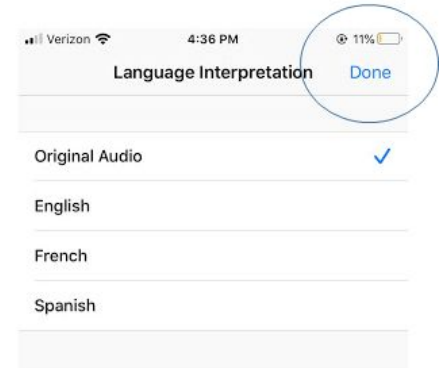 Verizon 4:36 PM 11%
Language Interpretation Done
Original Audio
English
French
Spanish